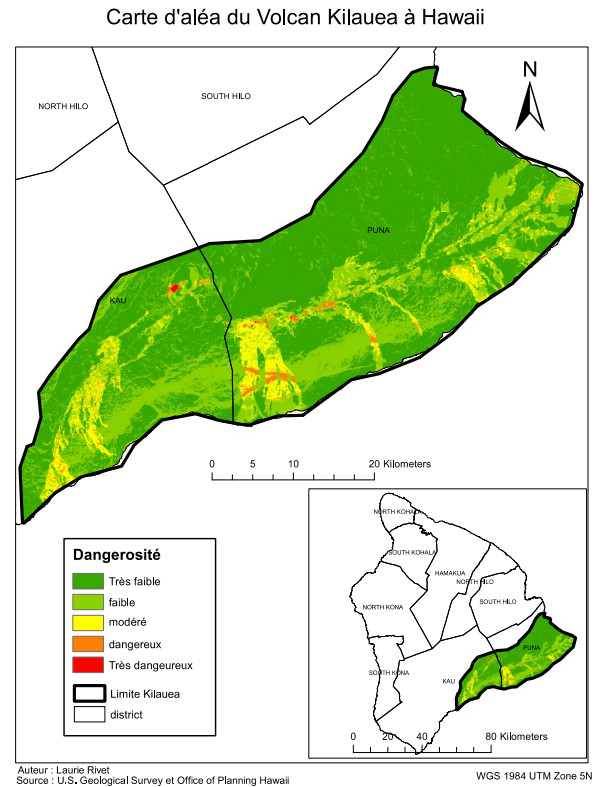 Carte d'aléa du Volcan Kilauea à Hawaii
N
NORTH HILO
SOUTH HILO
PUNA
KAU
0 5 10 20 Kilometers
Dangerosité
Très faible
faible
modéré
dangereux
Très dangeureux
Limite Kilauea
district
NORTH KOHALA
SOUTH KOHALA
HAMAKUA
NORTH HILO
NORTH KONA
SOUTH HILO
PUNA
SOUTH KONA
KAU
0 20 40 80 Kilometers
Auteur : Laurie Rivet
Source : U.S. Geological Survey et Office of Planning Hawaii
WGS 1984 UTM Zone 5N